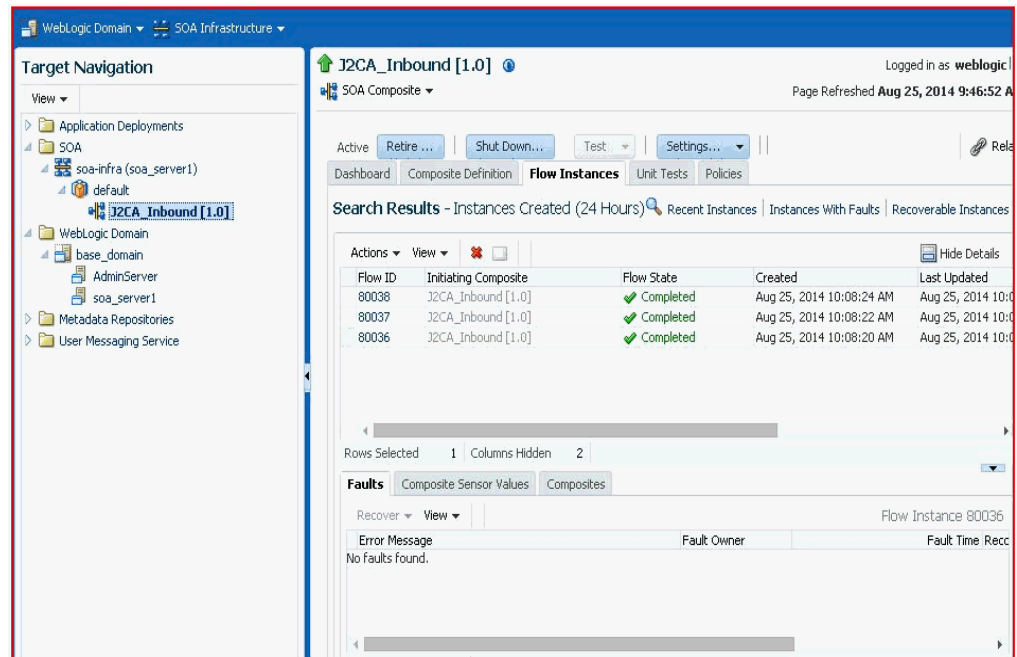 WebLogic Domain SOA Infrastructure
Target Navigation
View
Application Deployments
SOA
soa-infra (soa_server1)
default
J2CA_Inbound [1.0]
WebLogic Domain
base_domain
AdminServer
soa_server1
Metadata Repositories
User Messaging Service
J2CA_Inbound [1.0]
Logged in as weblogic
SOA Composite
Page Refreshed Aug 25, 2014 9:46:52 A
Active Retire ... Shut Down... Test Settings... Rela
Dashboard Composite Definition Flow Instances Unit Tests Policies
Search Results - Instances Created (24 Hours) Recent Instances Instances With Faults Recoverable Instances
Actions View Hide Details
Flow ID Initiating Composite Flow State Created Last Updated
80038 J2CA_Inbound [1.0] Completed Aug 25, 2014 10:08:24 AM Aug 25, 2014 10:0
80037 J2CA_Inbound [1.0] Completed Aug 25, 2014 10:08:22 AM Aug 25, 2014 10:0
80036 J2CA_Inbound [1.0] Completed Aug 25, 2014 10:08:20 AM Aug 25, 2014 10:0
Rows Selected 1 Columns Hidden 2
Faults Composite Sensor Values Composites
Recover View Flow Instance 80036
Error Message Fault Owner Fault Time Recc
No faults found.